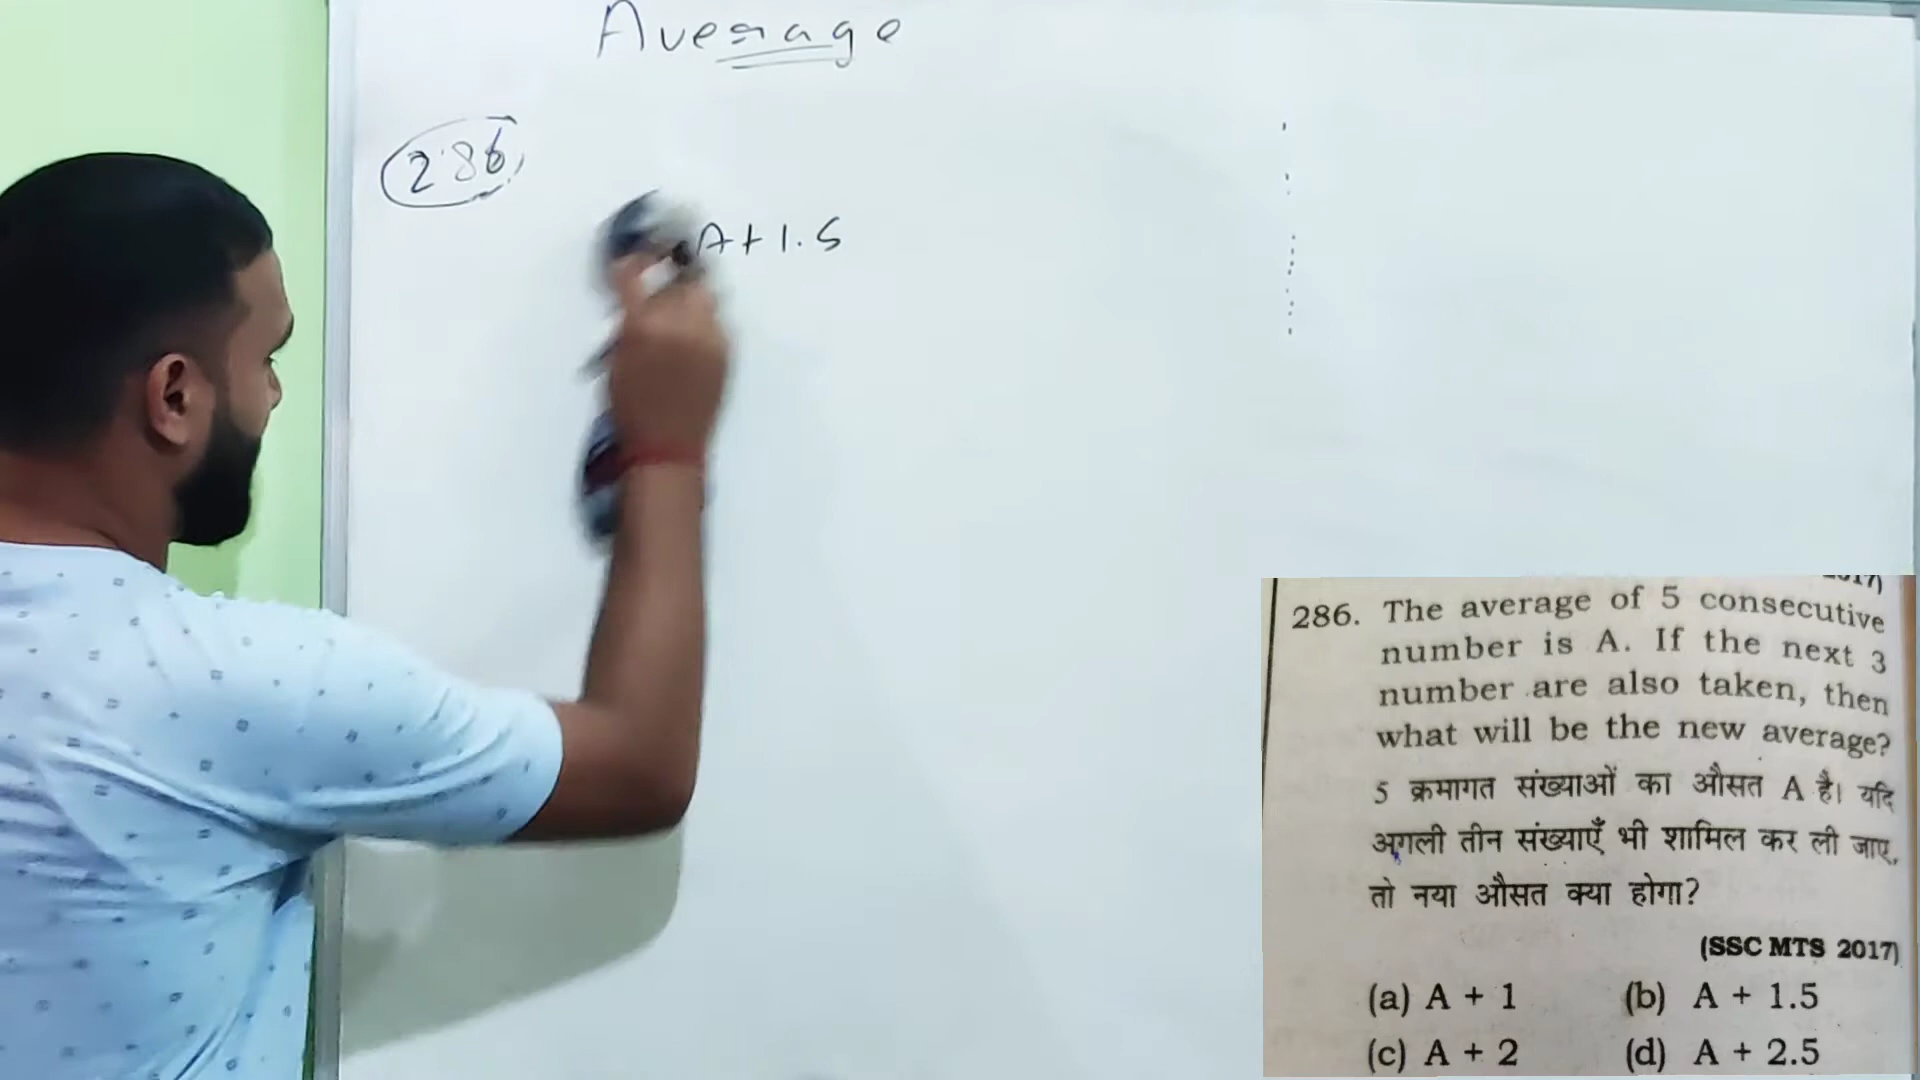 Average
286
A+1.5
2017)
286. The average of 5 consecutive
number is A. If the next 3
number are also taken, then
what will be the new average?
5 क्रमागत संख्याओं का औसत A है। यदि
अगली तीन संख्याएँ भी शामिल कर ली जाए,
तो नया औसत क्या होगा?
(SSC MTS 2017)
(a) A + 1 (b) A + 1.5
(c) A + 2 (d) A + 2.5